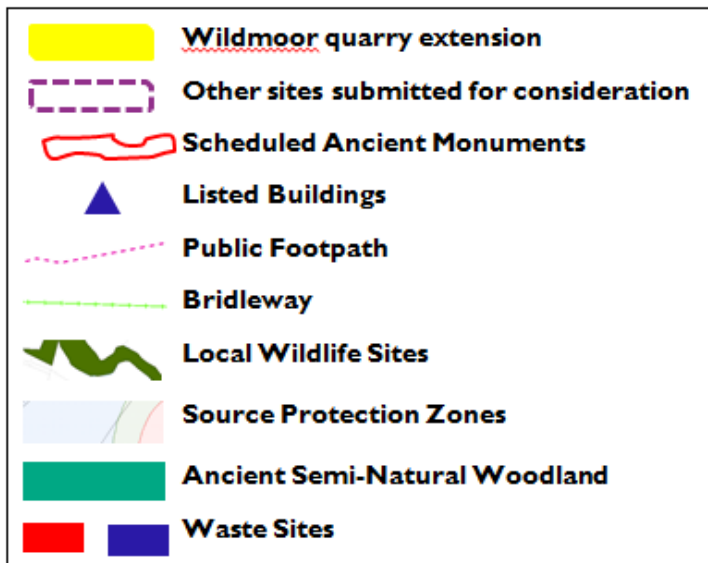 Wildmoor quarry extension
Other sites submitted for consideration
Scheduled Ancient Monuments
Listed Buildings
Public Footpath
Bridleway
Local Wildlife Sites
Source Protection Zones
Ancient Semi-Natural Woodland
Waste Sites